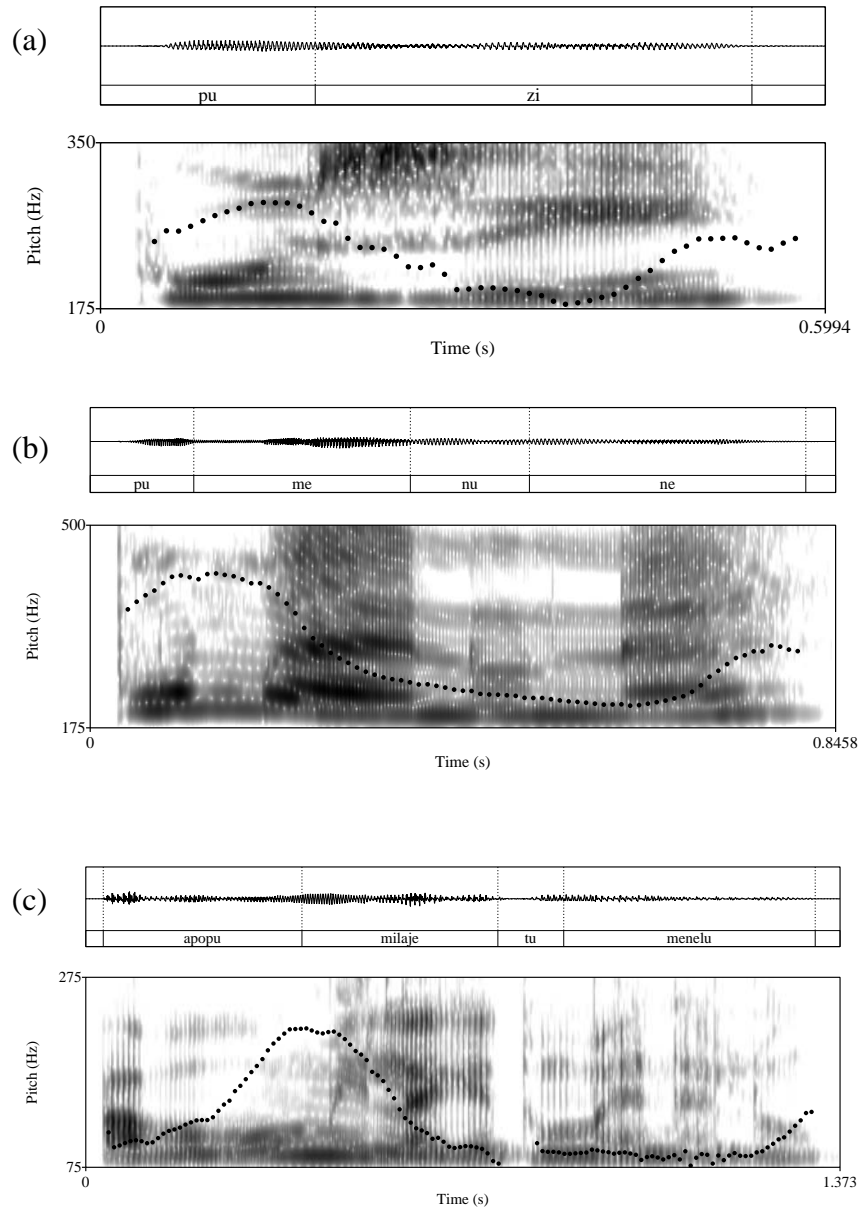 (a)
pu zi
350
Pitch (Hz)
175
0 0.5994
Time (s)
(b)
pu me nu ne
500
Pitch (Hz)
175
0 0.8458
Time (s)
(c)
apopu milaje tu menelu
275
Pitch (Hz)
75
0 1.373
Time (s)